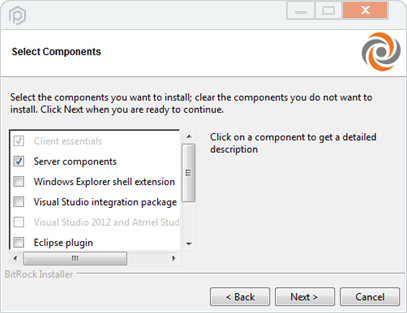 Select Components
Select the components you want to install; clear the components you do not want to
install. Click Next when you are ready to continue.
Client essentials
Server components
Windows Explorer shell extension
Visual Studio integration package
Visual Studio 2012 and Atmel Stud
Eclipse plugin
Click on a component to get a detailed
description
BitRock Installer
< Back
Next >
Cancel